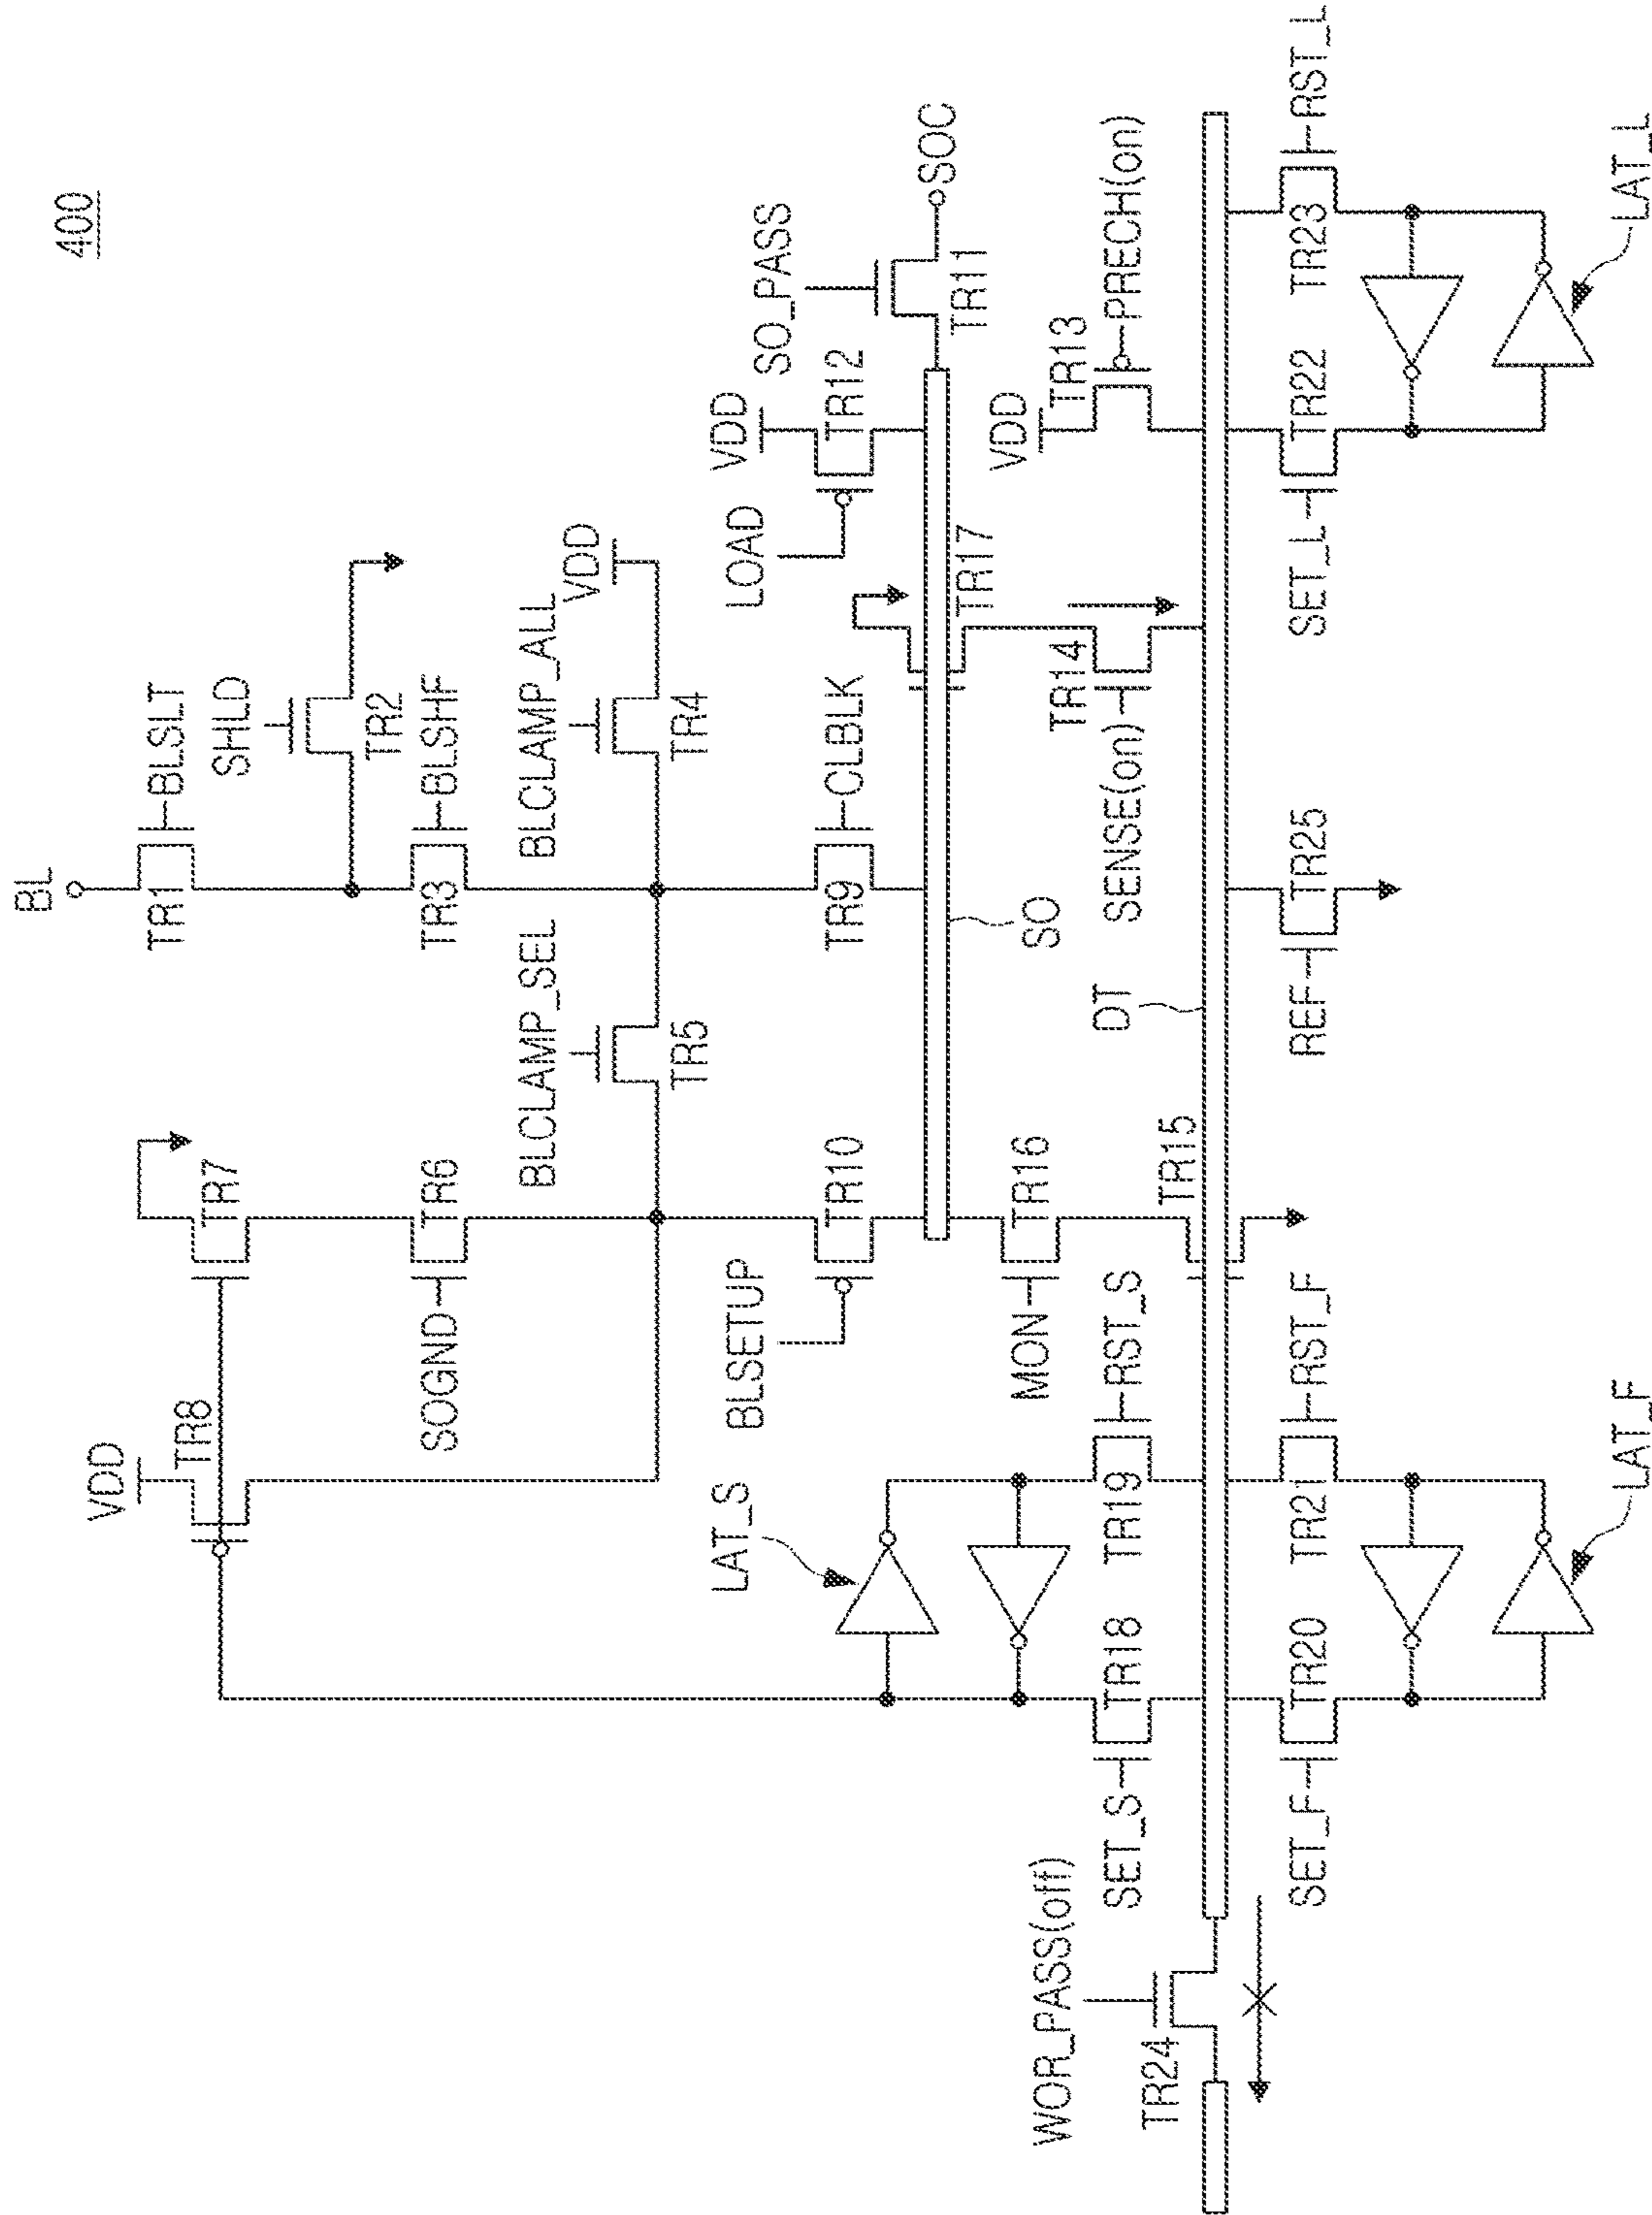 400
BL
BLSLT
TR1
SHLD
TR2
BLSHF
TR3
VDD
TR8
TR7
TR6
SOGND
BLCLAMP_SEL
TR5
BLCLAMP_ALL
VDD
TR4
BLSETUP
TR10
TR9
CLBLK
LOAD
VDD
TR12
SO_PASS
TR11
SOC
TR17
SO
LAT_S
MON
TR16
SET_S
TR18
TR19
RST_S
TR15
DT
SENSE(on)
TR14
VDD
TR13
PRECH(on)
WOR_PASS(off)
TR24
SET_F
TR20
TR21
RST_F
REF
TR25
SET_L
TR22
TR23
RST_L
LAT_F
LAT_L